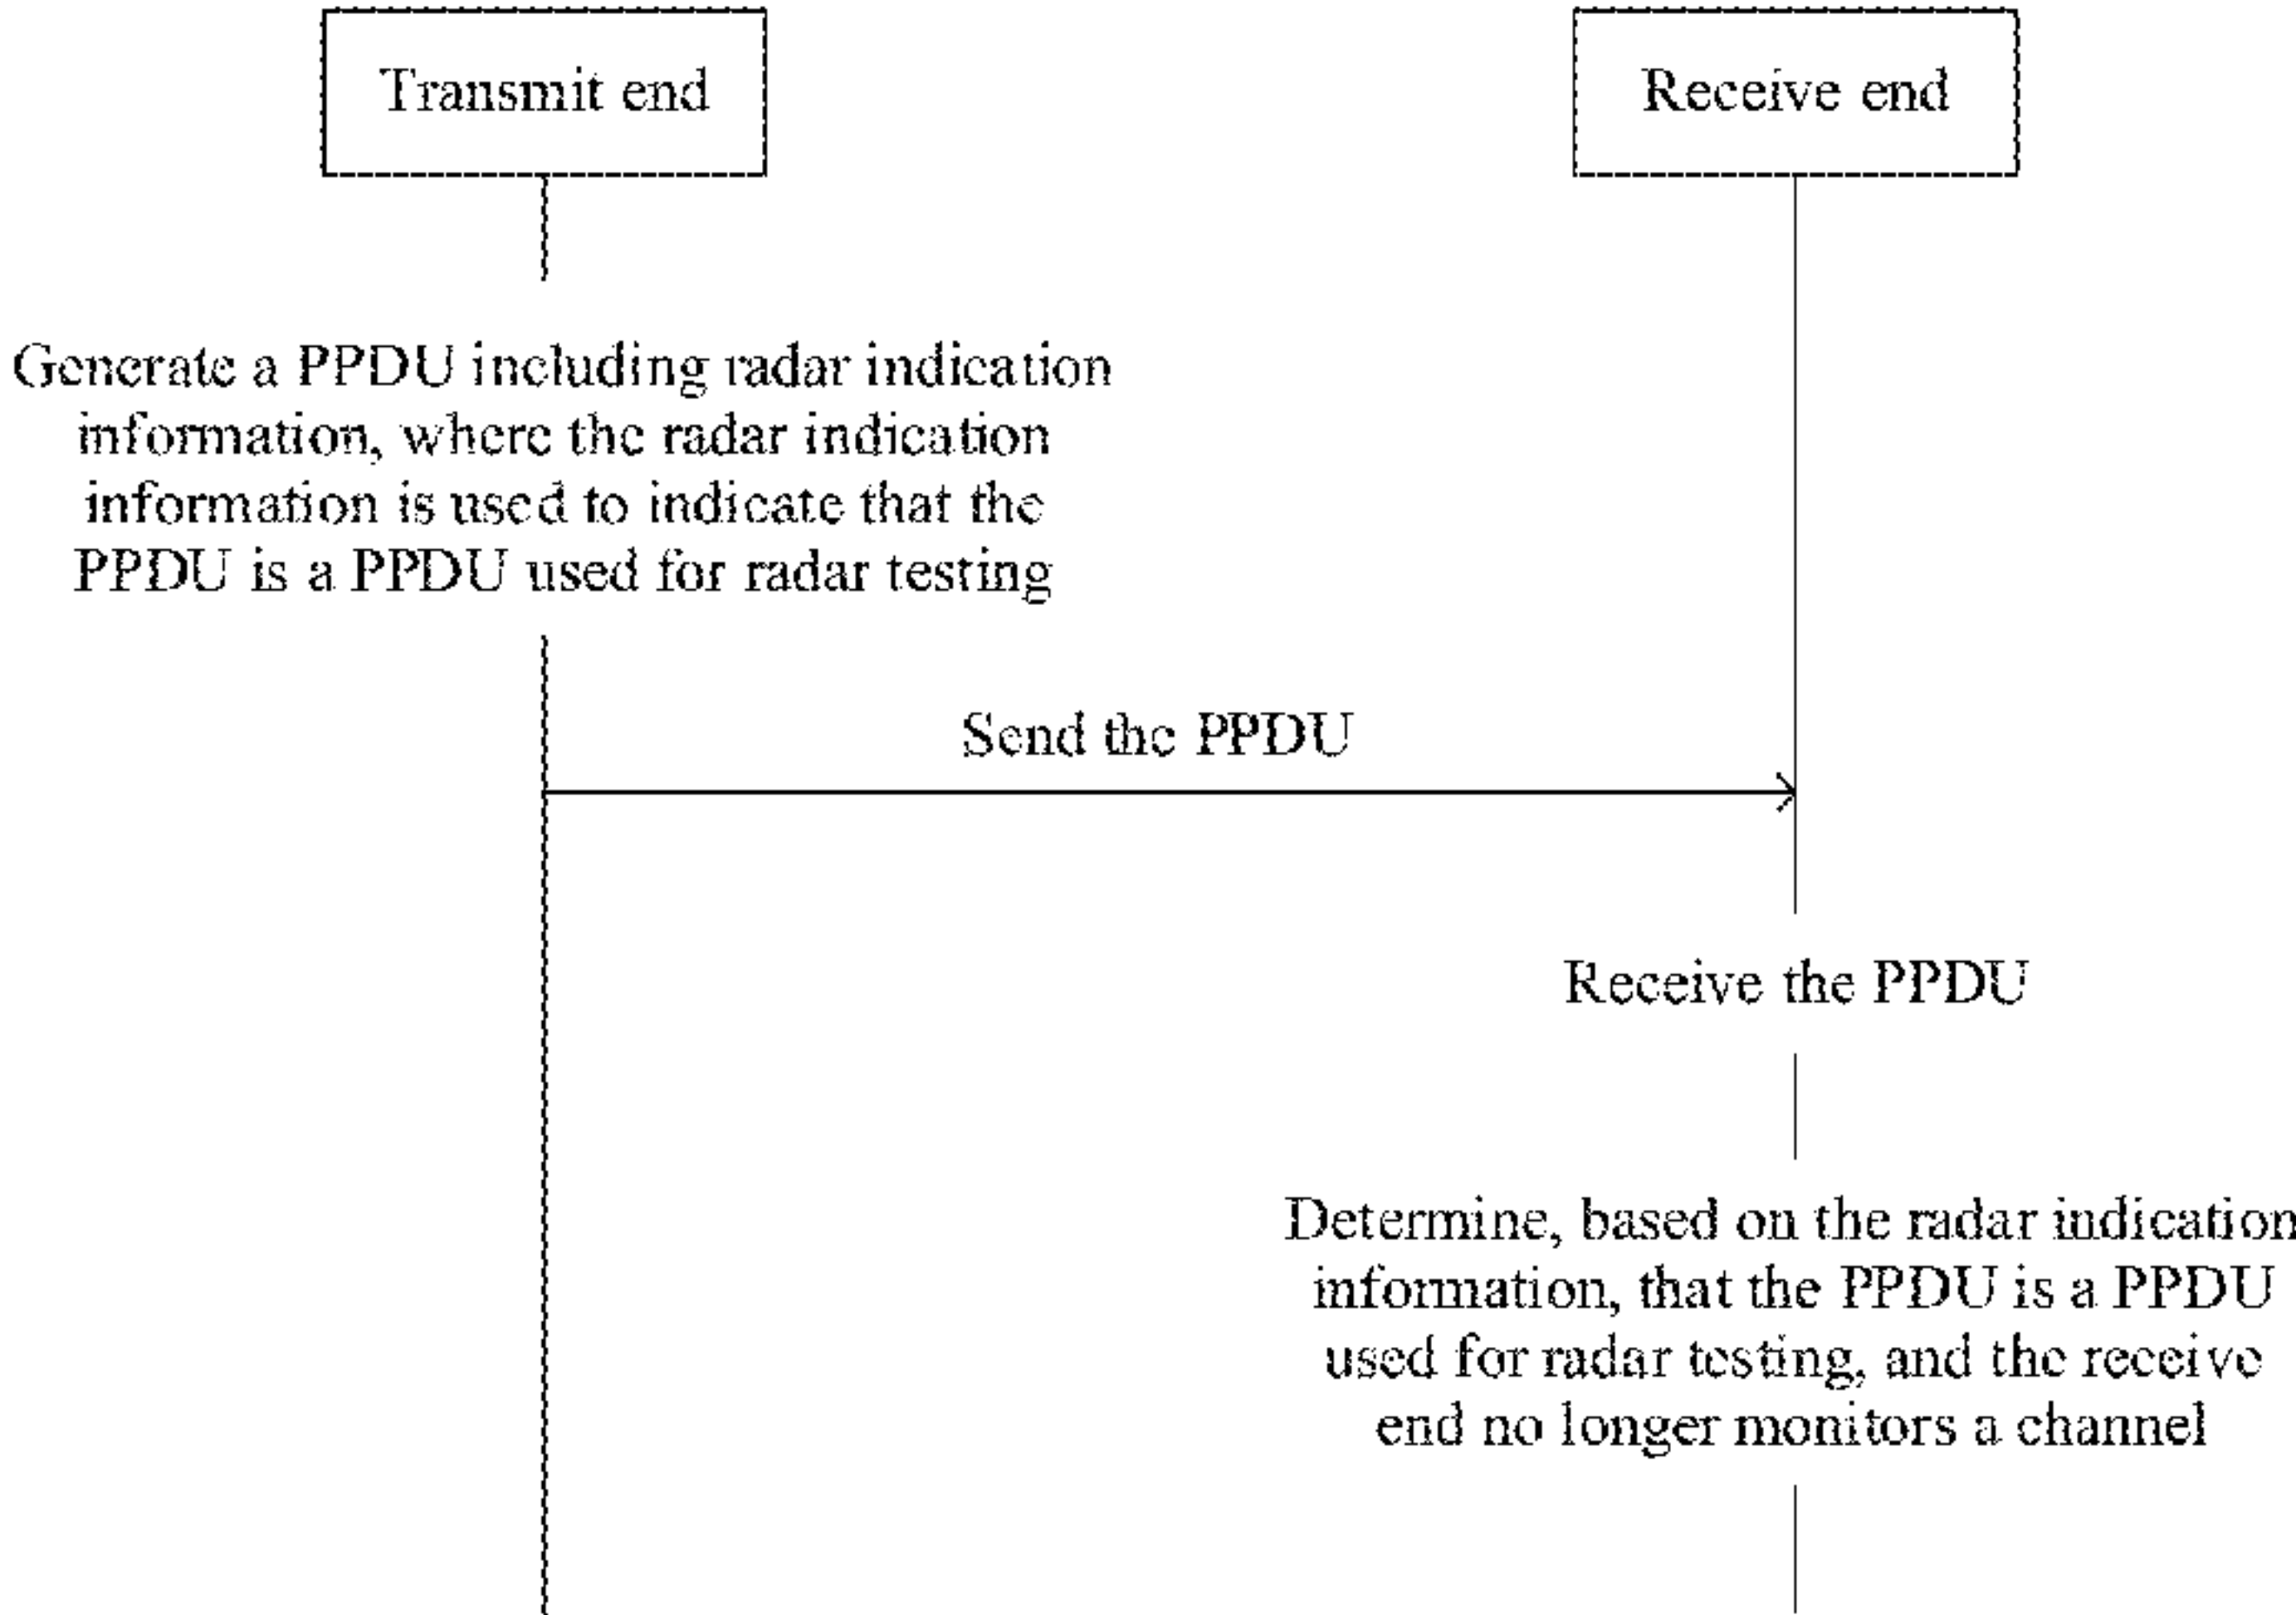 Transmit end
Receive end
Generate a PPDU including radar indication
information, where the radar indication
information is used to indicate that the
PPDU is a PPDU used for radar testing
Send the PPDU
Receive the PPDU
Determine, based on the radar indication
information, that the PPDU is a PPDU
used for radar testing, and the receive
end no longer monitors a channel